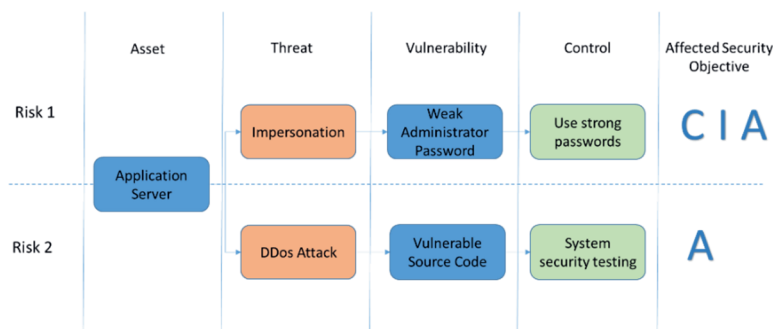 Asset
Threat
Vulnerability
Control
Affected Security
Objective
Risk 1
Impersonation
Weak
Administrator
Password
Use strong
passwords
C I A
Application
Server
Risk 2
DDos Attack
Vulnerable
Source Code
System
security testing
A